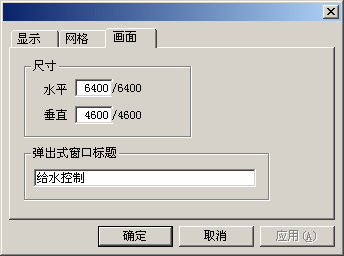 显示 网格 画面
尺寸
水平 6400/6400
垂直 4600/4600
弹出式窗口标题
给水控制
确定 取消 应用(A)